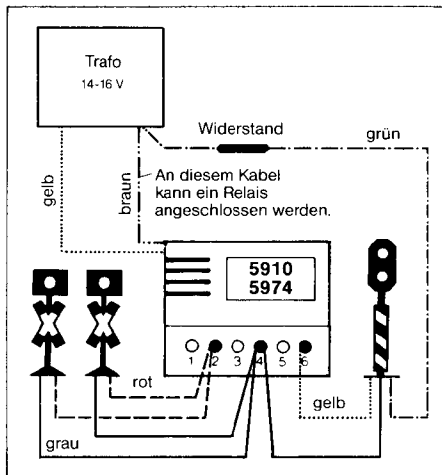 Trafo
14-16 V
Widerstand
grün
gelb
braun
An diesem Kabel
kann ein Relais
angeschlossen werden.
5910
5974
1 2 3 4 5 6
rot
gelb
grau